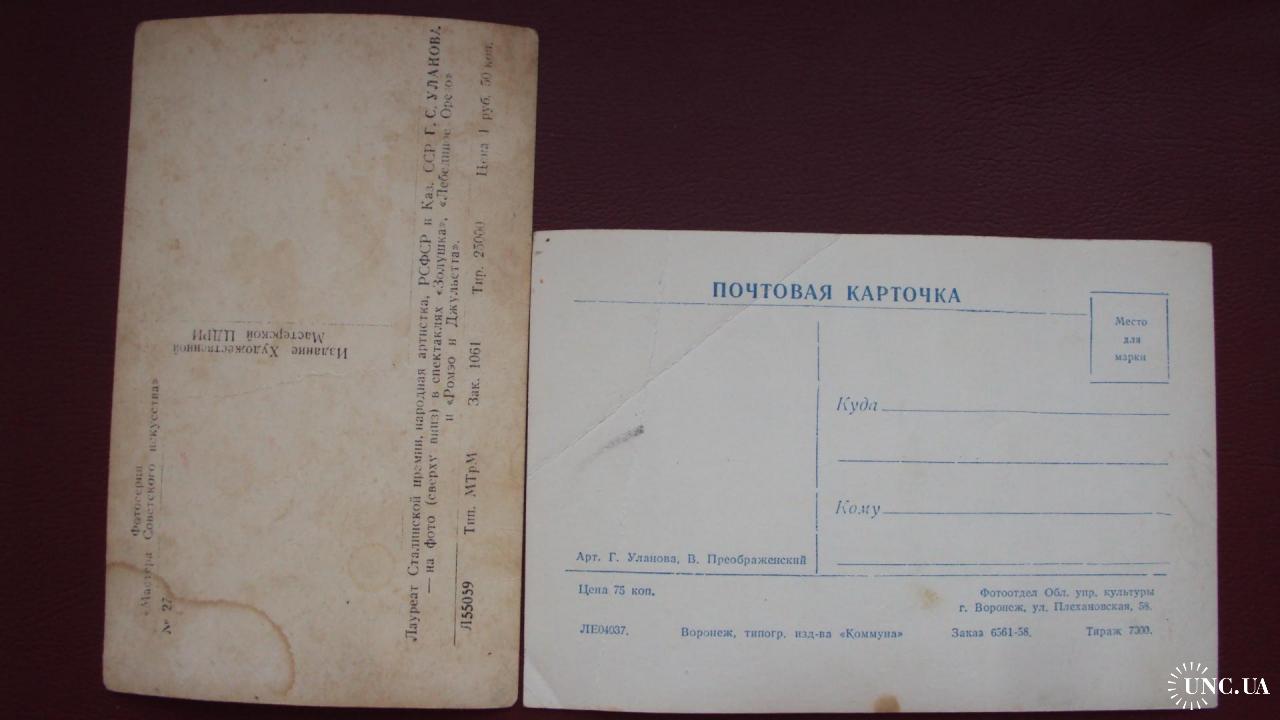 Фотосерия
«Мастера Советского искусства»
№ 27
Издание Художественной
Мастерской ЦДРИ
Лауреат Сталинской премии, народная артистка, РСФСР и Каз. ССР Г. С. УЛАНОВА
— на фото (сверху вниз) в спектаклях «Золушка», «Лебединое Озеро»
и «Ромэо и Джульетта».
Л55059 Тип. МТрМ Зак. 1061 Тир. 25000 Цена 1 руб. 50 коп.
ПОЧТОВАЯ КАРТОЧКА
Место
для
марки
Куда
Кому
Арт. Г. Уланова, В. Преображенский
Цена 75 коп.
Фотоотдел Обл. упр. культуры
г. Воронеж, ул. Плехановская, 58.
ЛЕ04037. Воронеж, типогр. изд-ва «Коммуна» Заказ 6561-58. Тираж 7300.
UNC.UA